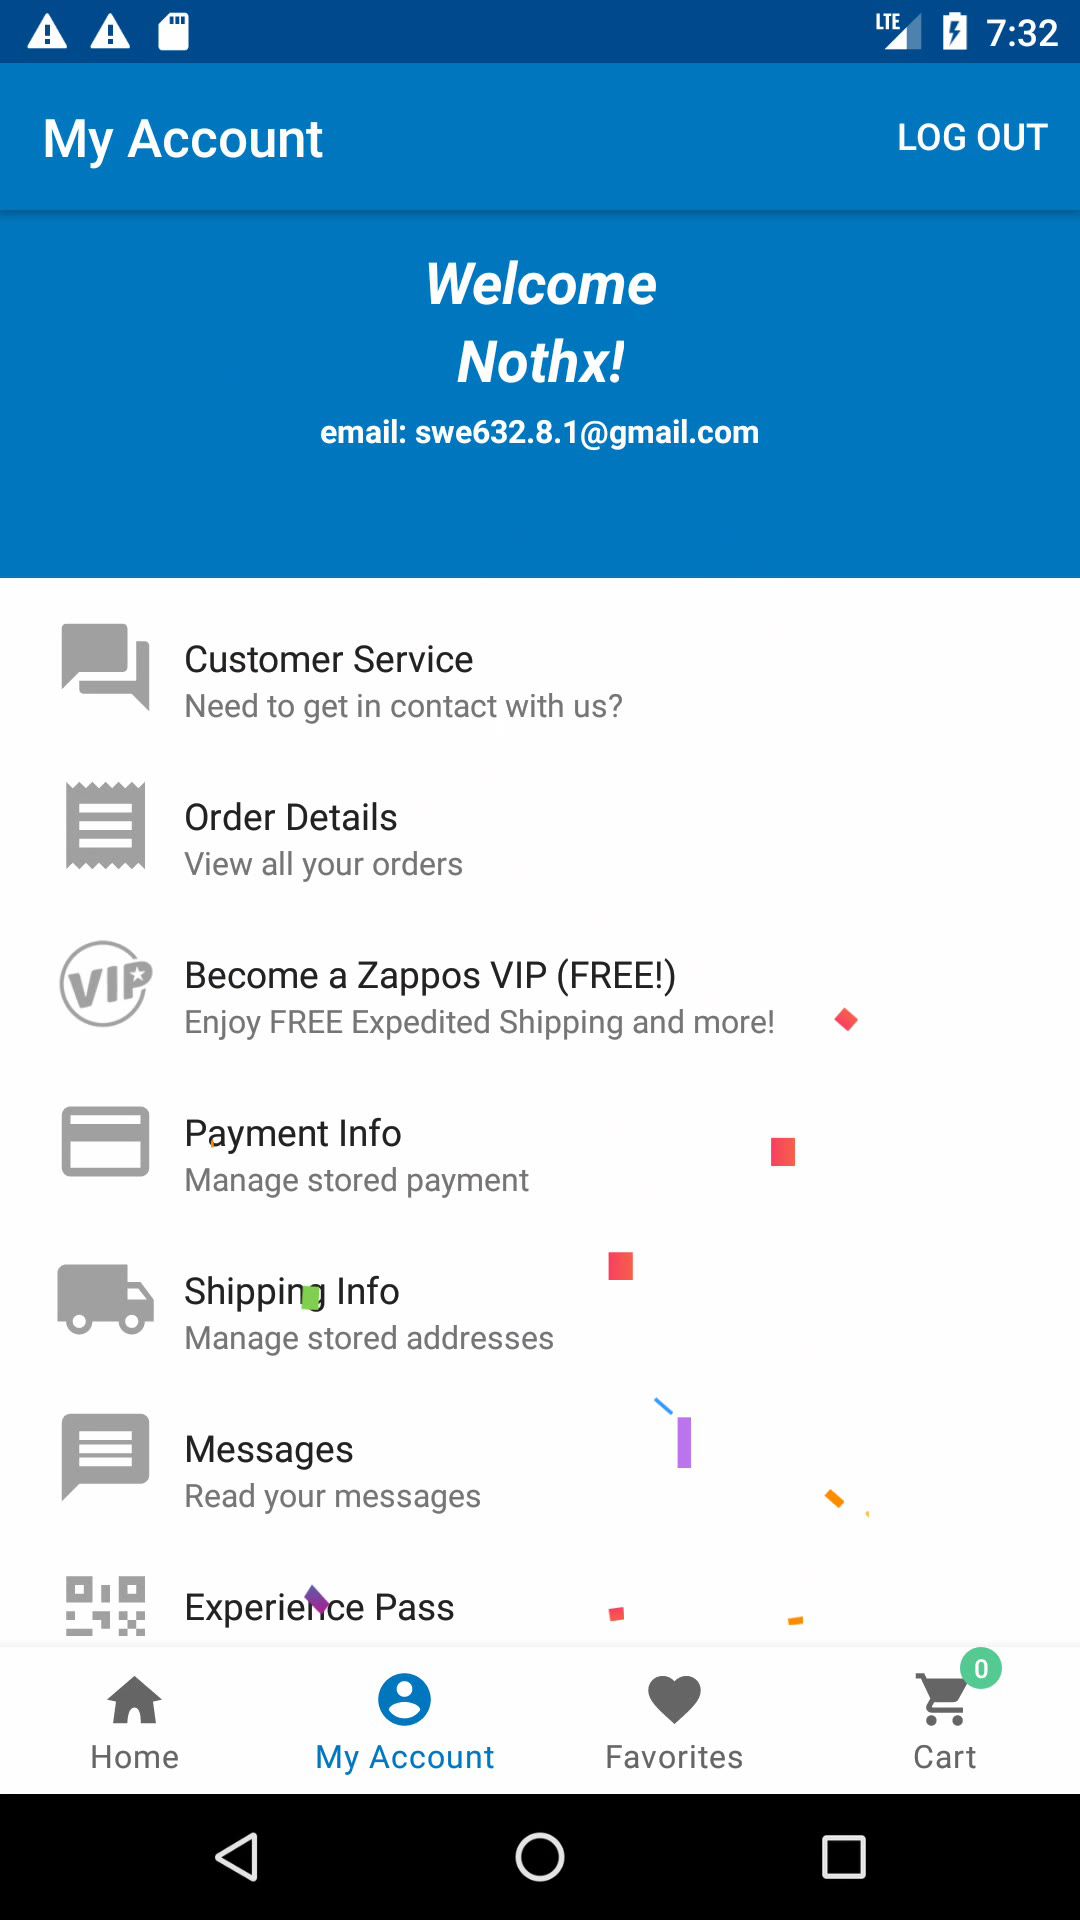 LTE 7:32
My Account LOG OUT
Welcome
Nothx!
email: swe632.8.1@gmail.com
Customer Service
Need to get in contact with us?
Order Details
View all your orders
VIP
Become a Zappos VIP (FREE!)
Enjoy FREE Expedited Shipping and more!
Payment Info
Manage stored payment
Shipping Info
Manage stored addresses
Messages
Read your messages
Experience Pass
0
Home My Account Favorites Cart